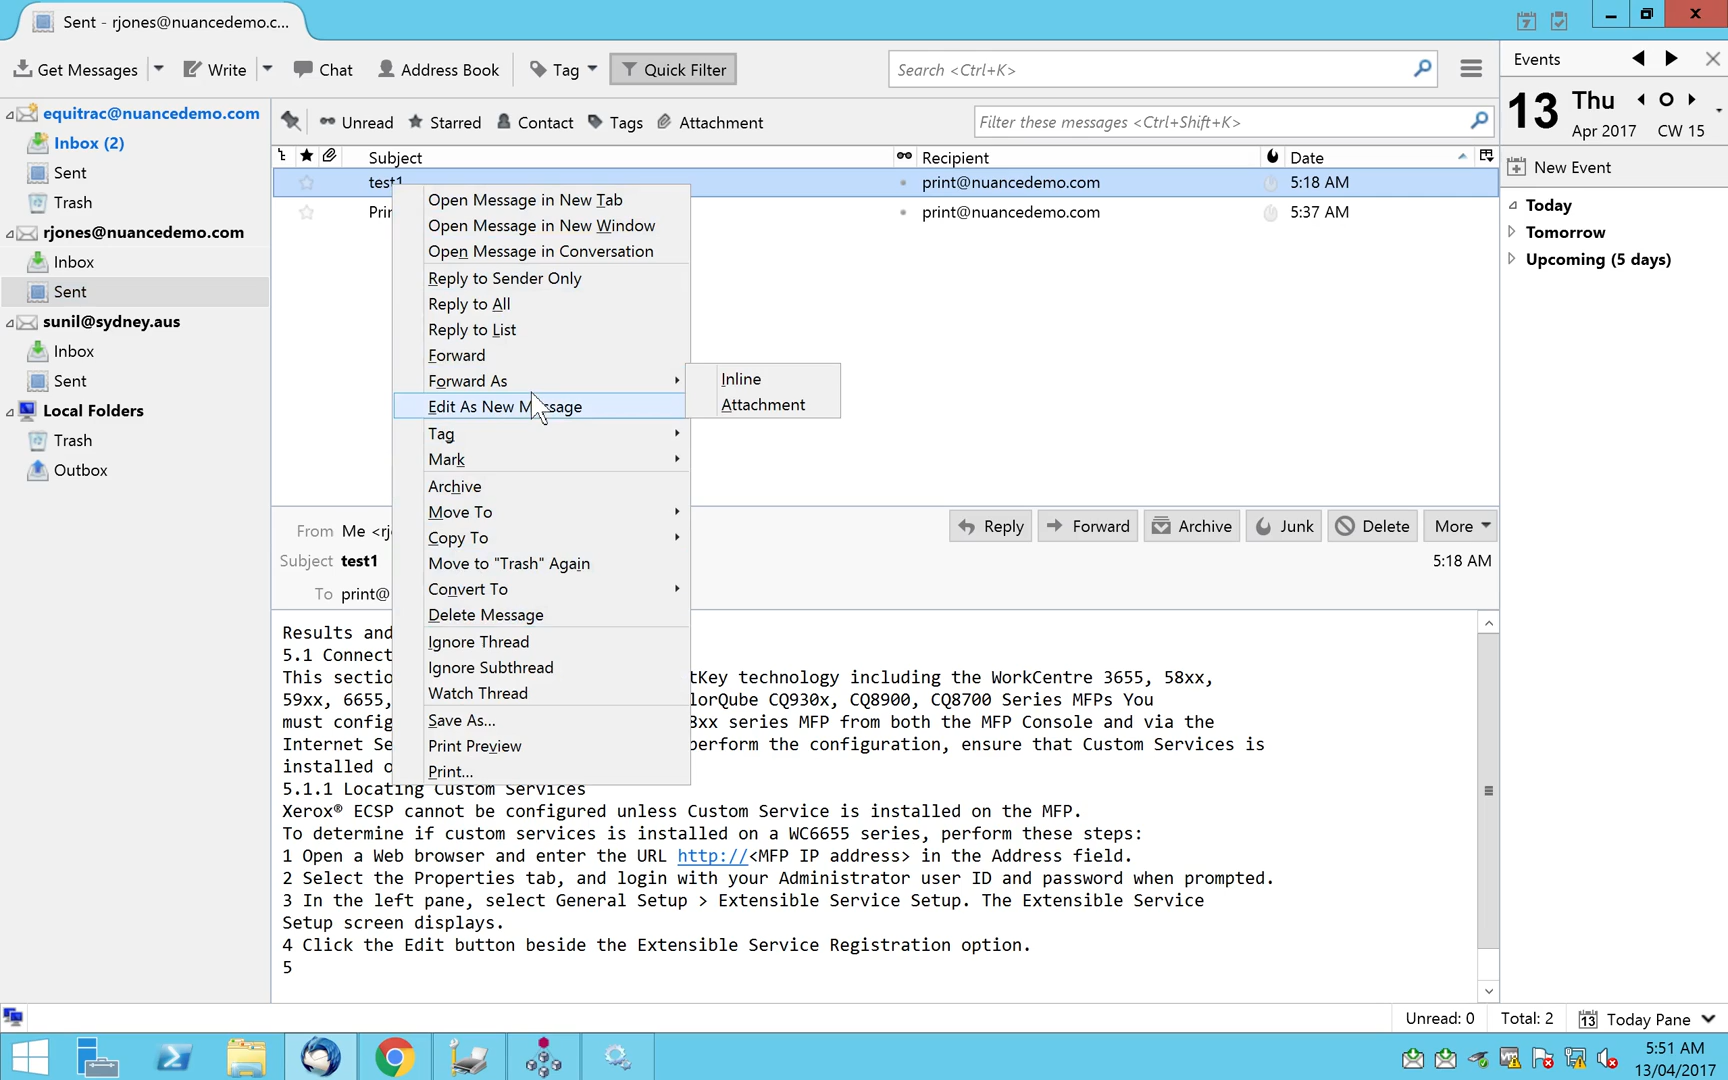 Sent - rjones@nuancedemo.c...
Get Messages Write Chat Address Book Tag Quick Filter Search <Ctrl+K>
Events
13 Thu
Apr 2017 CW 15
New Event
Today
Tomorrow
Upcoming (5 days)
equitrac@nuancedemo.com
Inbox (2)
Sent
Trash
rjones@nuancedemo.com
Inbox
Sent
sunil@sydney.aus
Inbox
Sent
Local Folders
Trash
Outbox
Unread Starred Contact Tags Attachment Filter these messages <Ctrl+Shift+K>
Subject Recipient Date
test1 print@nuancedemo.com 5:18 AM
Pri print@nuancedemo.com 5:37 AM
Open Message in New Tab
Open Message in New Window
Open Message in Conversation
Reply to Sender Only
Reply to All
Reply to List
Forward
Forward As
Edit As New Message
Tag
Mark
Archive
Move To
Copy To
Move to "Trash" Again
Convert To
Delete Message
Ignore Thread
Ignore Subthread
Watch Thread
Save As...
Print Preview
Print...
Inline
Attachment
From Me <rj
Reply Forward Archive Junk Delete More
Subject test1 5:18 AM
To print@
Results and
5.1 Connect
This sectio tKey technology including the WorkCentre 3655, 58xx,
59xx, 6655, lorQube CQ930x, CQ8900, CQ8700 Series MFPs You
must config 8xx series MFP from both the MFP Console and via the
Internet Se perform the configuration, ensure that Custom Services is
installed o
5.1.1 Locating Custom Services
Xerox® ECSP cannot be configured unless Custom Service is installed on the MFP.
To determine if custom services is installed on a WC6655 series, perform these steps:
1 Open a Web browser and enter the URL http://<MFP IP address> in the Address field.
2 Select the Properties tab, and login with your Administrator user ID and password when prompted.
3 In the left pane, select General Setup > Extensible Service Setup. The Extensible Service
Setup screen displays.
4 Click the Edit button beside the Extensible Service Registration option.
5
Unread: 0 Total: 2 13 Today Pane
5:51 AM
13/04/2017